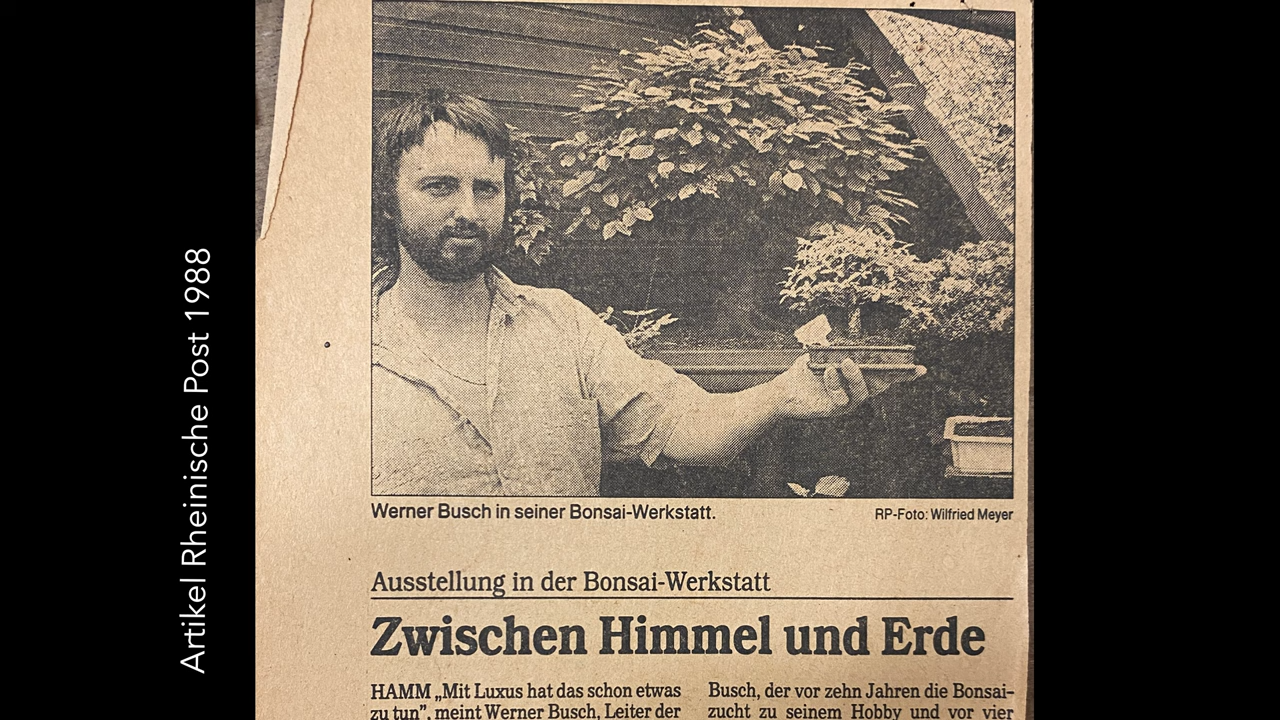 Artikel Rheinische Post 1988
Werner Busch in seiner Bonsai-Werkstatt.
RP-Foto: Wilfried Meyer
Ausstellung in der Bonsai-Werkstatt
Zwischen Himmel und Erde
HAMM „Mit Luxus hat das schon etwas
zu tun”, meint Werner Busch, Leiter der
Busch, der vor zehn Jahren die Bonsai-
zucht zu seinem Hobby und vor vier